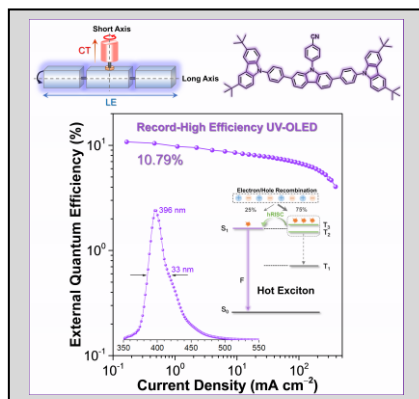 Short Axis
CT
Long Axis
LE
CN
Record-High Efficiency UV-OLED
10.79%
External Quantum Efficiency (%)
10¹
10⁰
10⁻¹
396 nm
33 nm
350 400 450 500 550
Electron/Hole Recombination
25% 75%
hRISC
S₁
T₃
T₂
T₁
F
Hot Exciton
S₀
10⁻¹ 10⁰ 10¹ 10²
Current Density (mA cm⁻²)